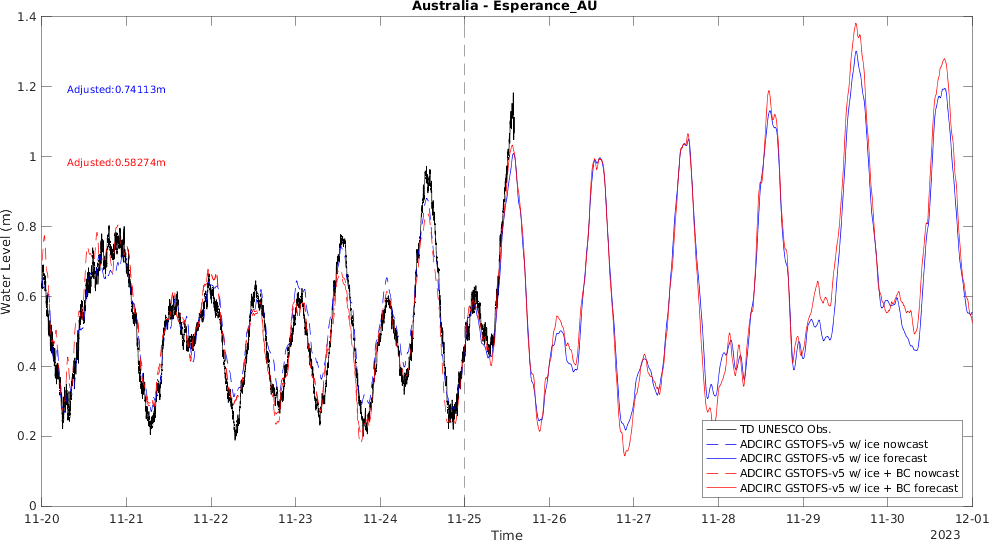 Australia - Esperance_AU
1.4
1.2
1
0.8
0.6
0.4
0.2
0
Water Level (m)
Adjusted:0.74113m
Adjusted:0.58274m
TD UNESCO Obs.
ADCIRC GSTOFS-v5 w/ ice nowcast
ADCIRC GSTOFS-v5 w/ ice forecast
ADCIRC GSTOFS-v5 w/ ice + BC nowcast
ADCIRC GSTOFS-v5 w/ ice + BC forecast
11-20 11-21 11-22 11-23 11-24 11-25 11-26 11-27 11-28 11-29 11-30 12-01
Time
2023